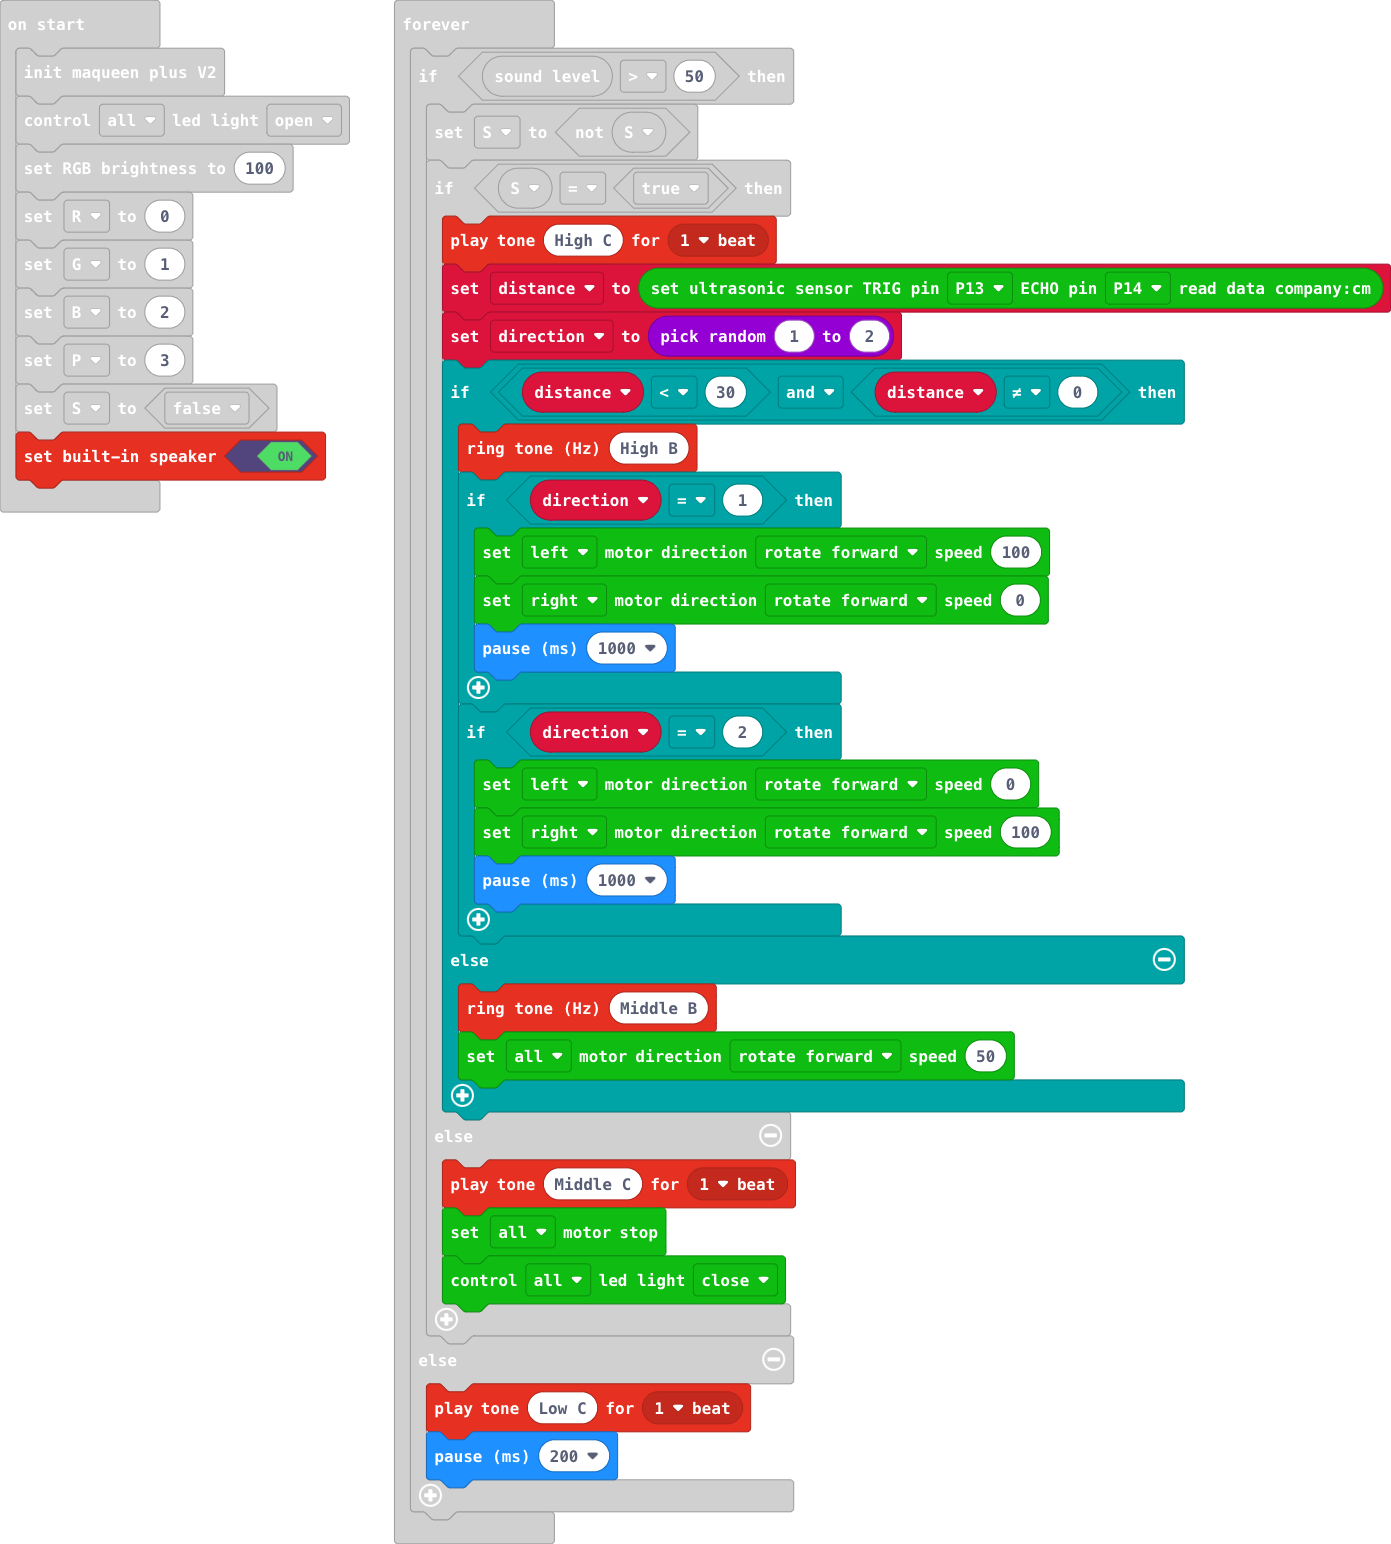 on start
init maqueen plus V2
control all led light open
set RGB brightness to 100
set R to 0
set G to 1
set B to 2
set P to 3
set S to false
set built-in speaker ON
forever
if sound level > 50 then
set S to not S
if S = true then
play tone High C for 1 beat
set distance to set ultrasonic sensor TRIG pin P13 ECHO pin P14 read data company:cm
set direction to pick random 1 to 2
if distance < 30 and distance ≠ 0 then
ring tone (Hz) High B
if direction = 1 then
set left motor direction rotate forward speed 100
set right motor direction rotate forward speed 0
pause (ms) 1000
if direction = 2 then
set left motor direction rotate forward speed 0
set right motor direction rotate forward speed 100
pause (ms) 1000
else
ring tone (Hz) Middle B
set all motor direction rotate forward speed 50
else
play tone Middle C for 1 beat
set all motor stop
control all led light close
else
play tone Low C for 1 beat
pause (ms) 200